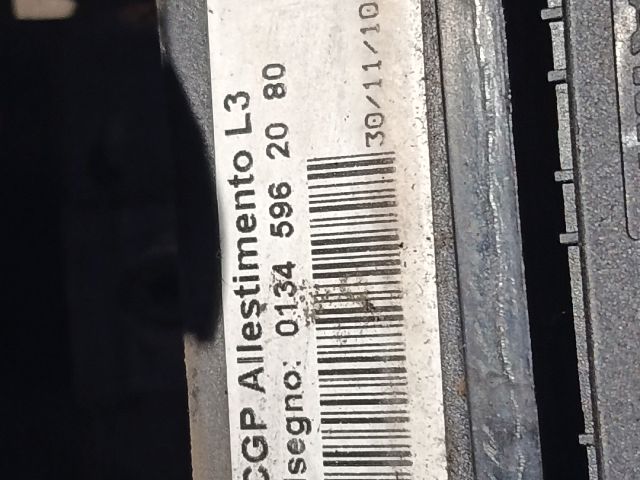 CGP Allestimento L3
isegno: 0134 596 20 80
30/11/10